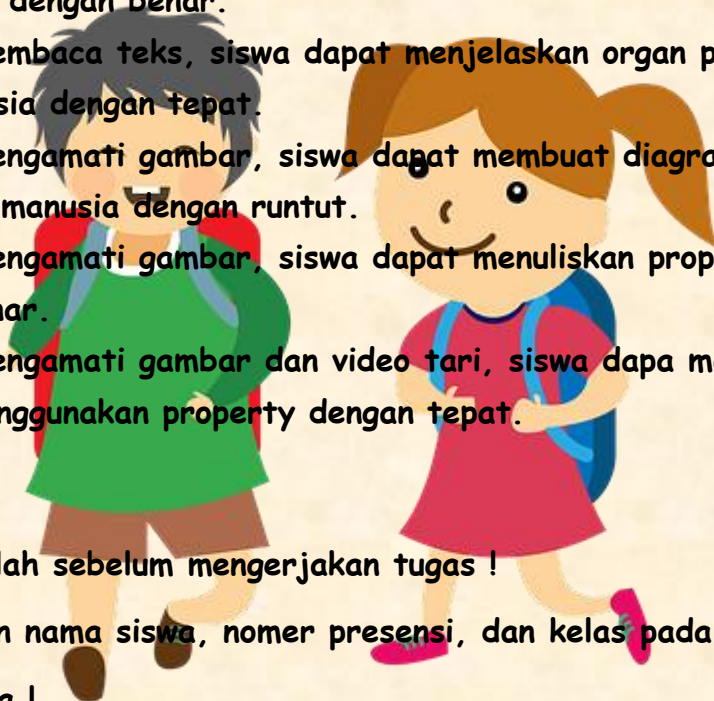 dengan benar.
embaca teks, siswa dapat menjelaskan organ p
sia dengan tepat.
engamati gambar, siswa dapat membuat diagra
manusia dengan runtut.
engamati gambar, siswa dapat menuliskan prop
nar.
engamati gambar dan video tari, siswa dapa m
nggunakan property dengan tepat.
lah sebelum mengerjakan tugas !
n nama siswa, nomer presensi, dan kelas pada